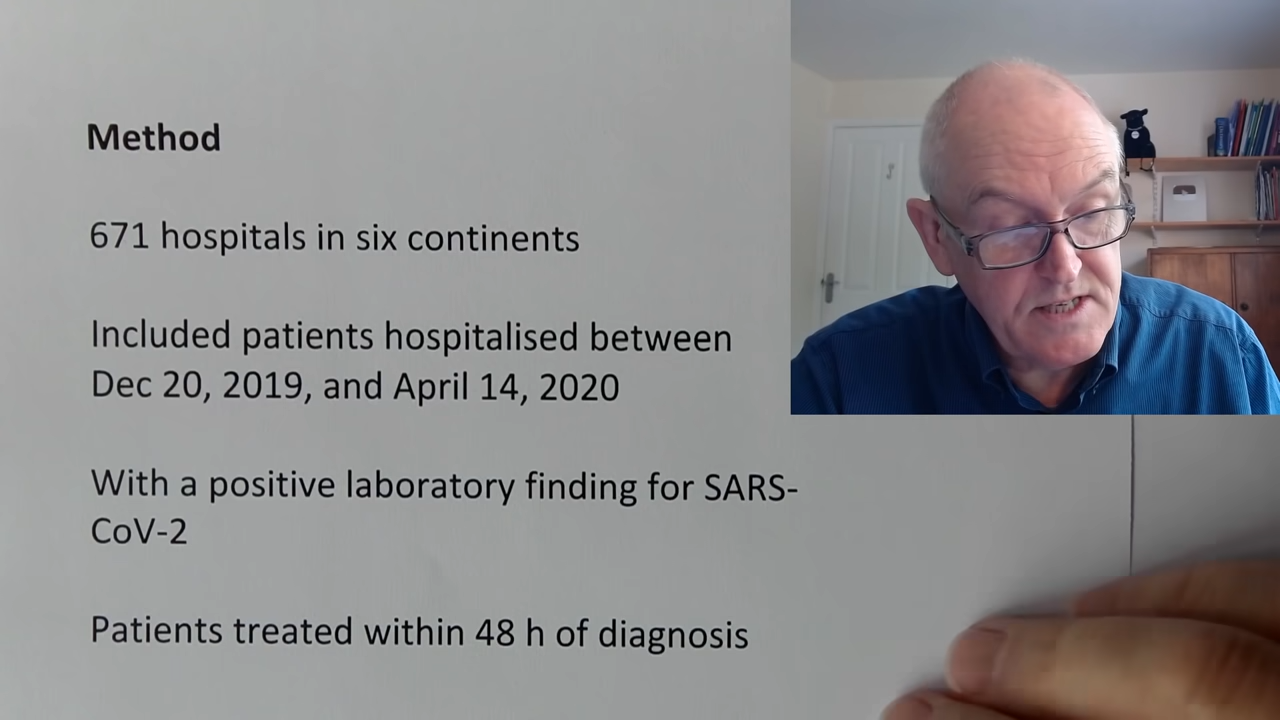 Method
671 hospitals in six continents
Included patients hospitalised between
Dec 20, 2019, and April 14, 2020
With a positive laboratory finding for SARS-
CoV-2
Patients treated within 48 h of diagnosis